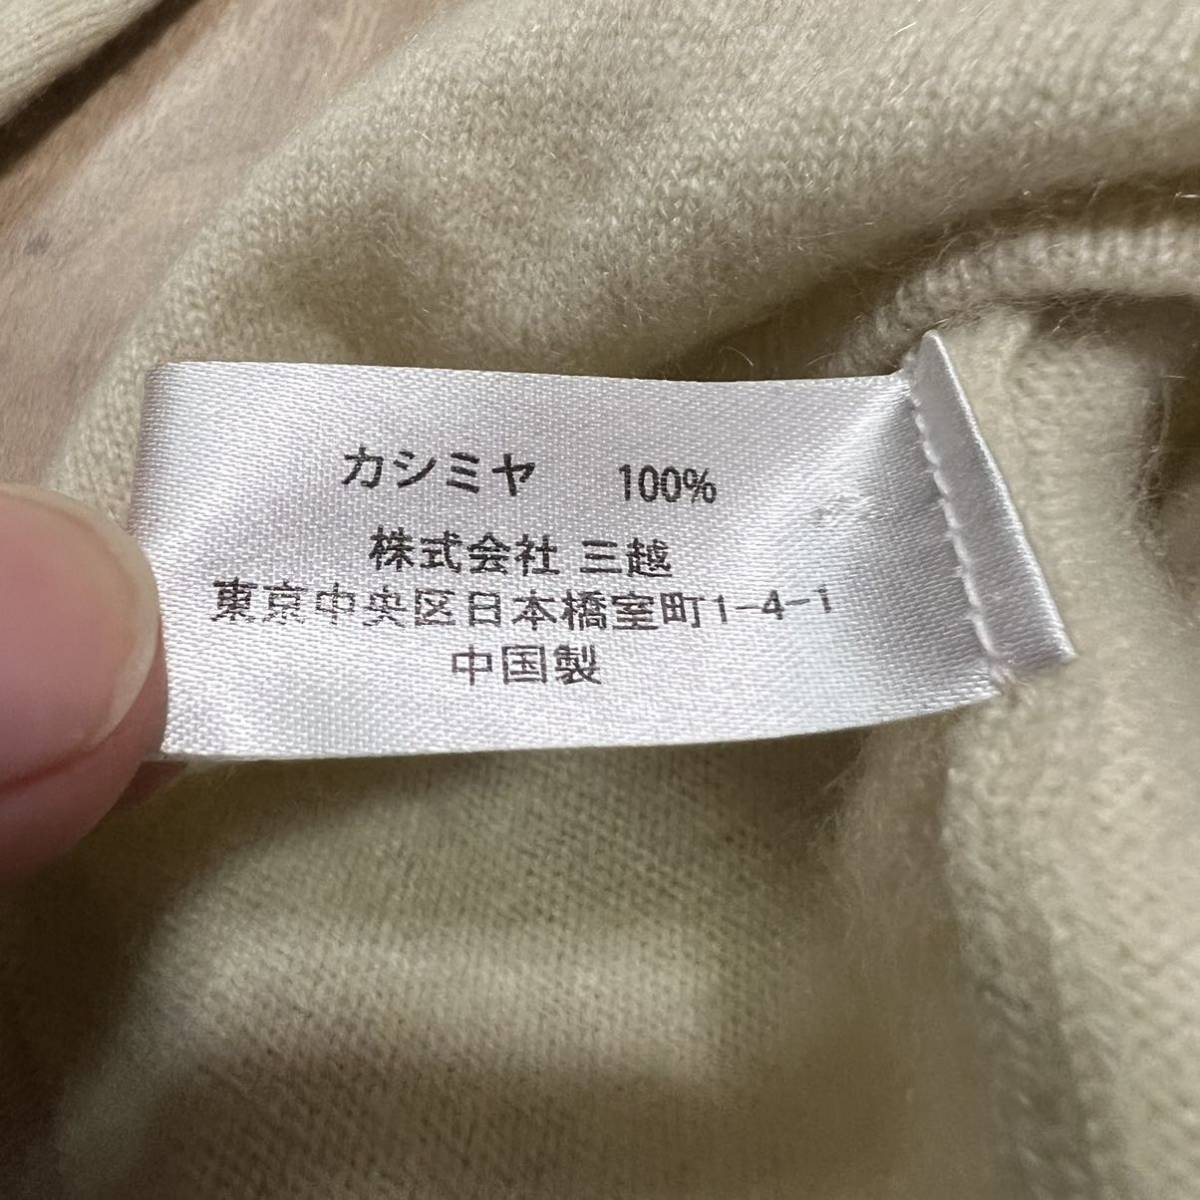 カシミヤ 100%
株式会社 三越
東京中央区日本橋室町1-4-1
中国製